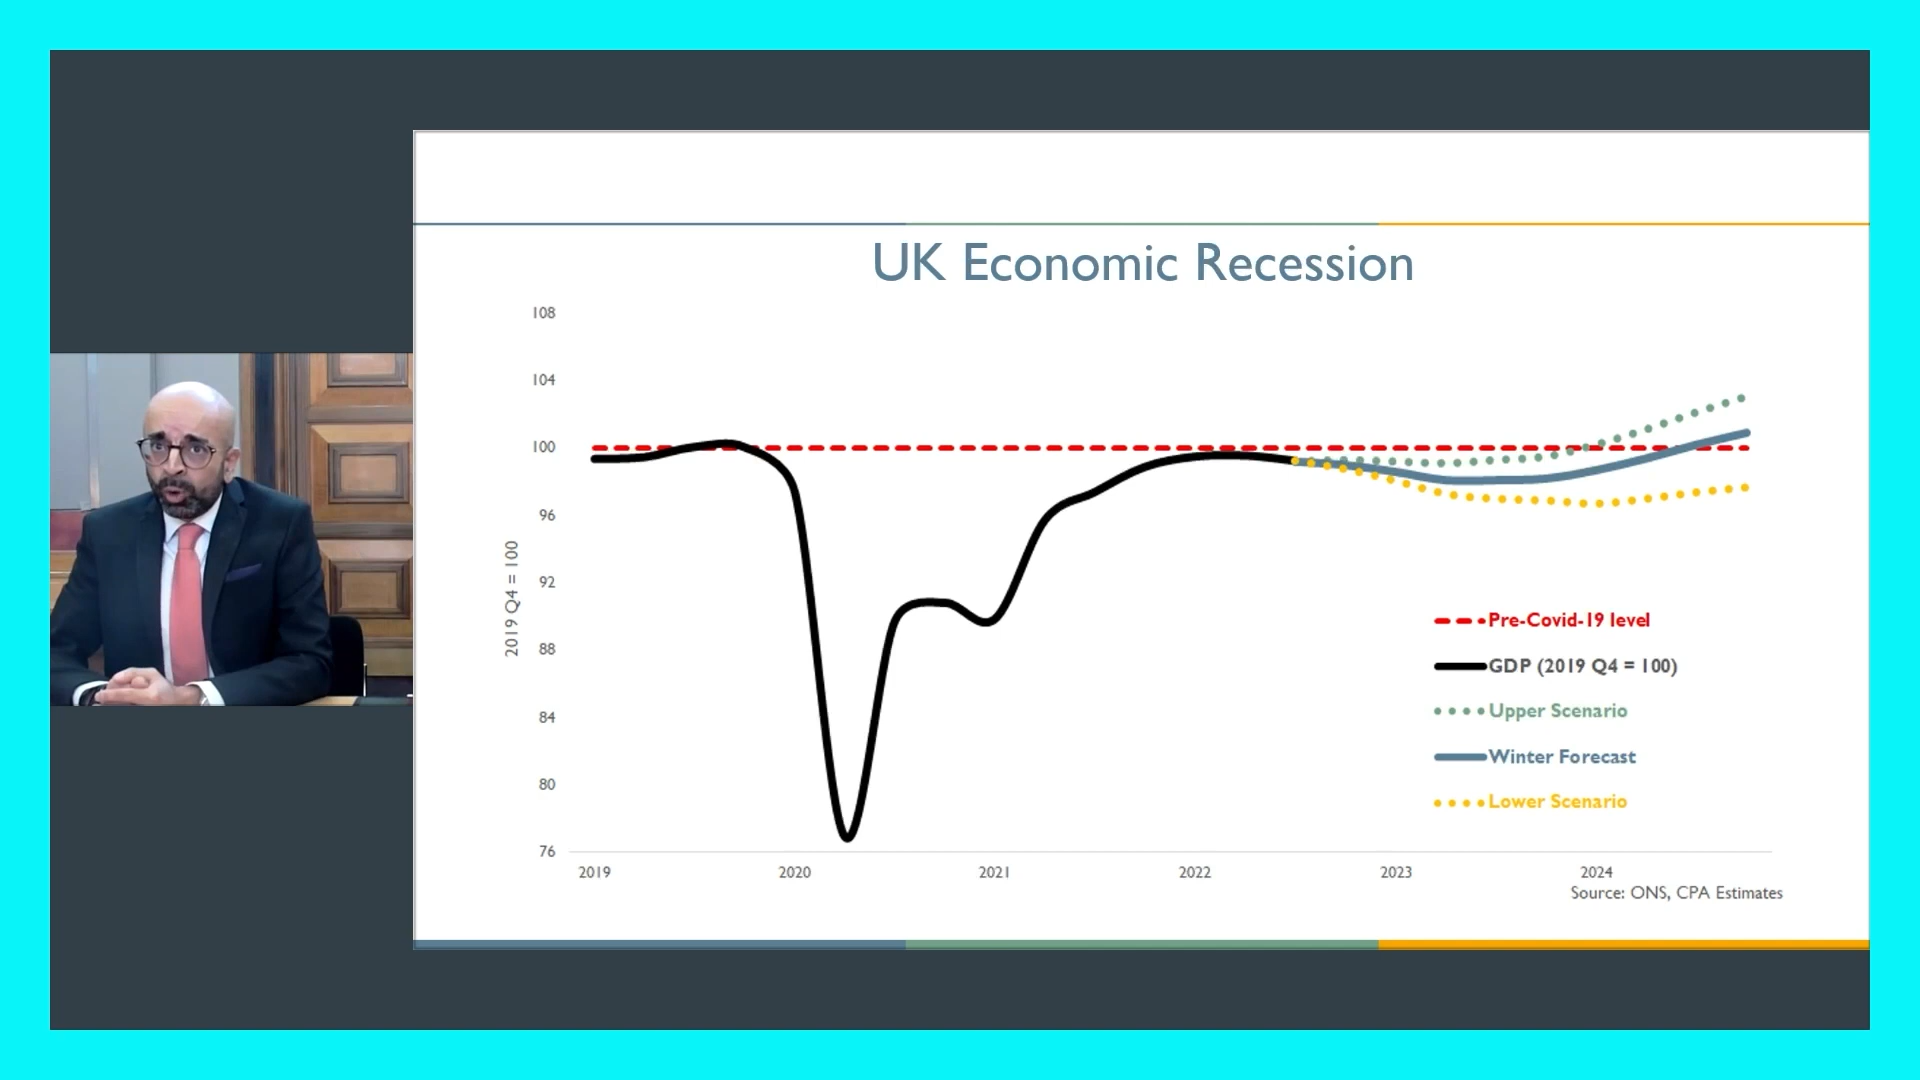 UK Economic Recession
108
104
100
96
92
88
84
80
76
2019 Q4 = 100
2019 2020 2021 2022 2023 2024
Pre-Covid-19 level
GDP (2019 Q4 = 100)
Upper Scenario
Winter Forecast
Lower Scenario
Source: ONS, CPA Estimates